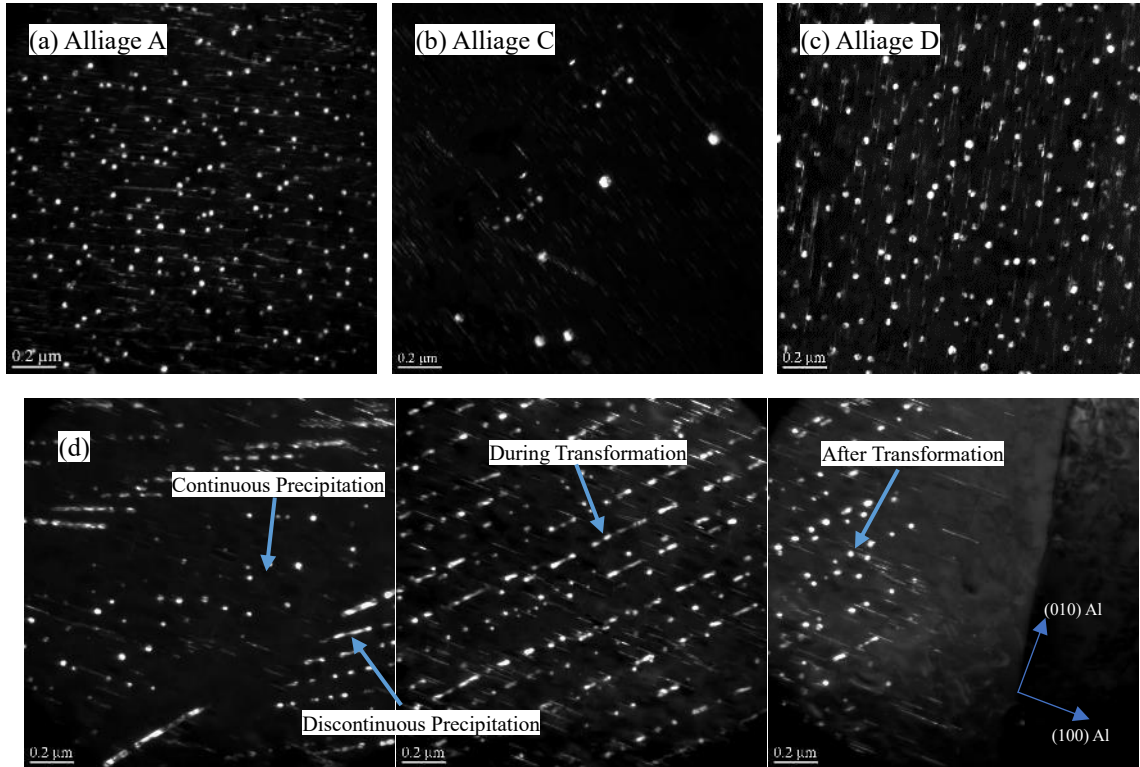 (a) Alliage A
(b) Alliage C
(c) Alliage D
0.2 μm
0.2 μm
0.2 μm
(d)
Continuous Precipitation
Discontinuous Precipitation
During Transformation
After Transformation
(010) Al
(100) Al
0.2 μm
0.2 μm
0.2 μm